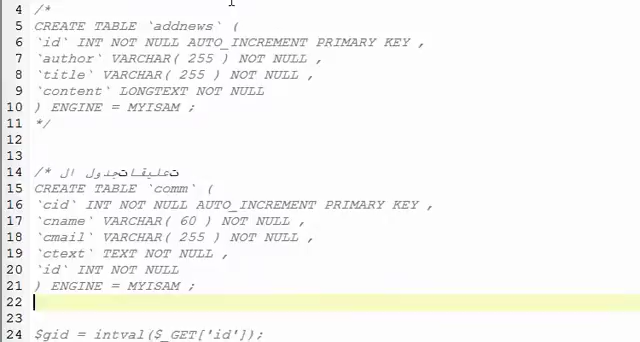 4 /*
5 CREATE TABLE `addnews` (
6 `id` INT NOT NULL AUTO_INCREMENT PRIMARY KEY ,
7 `author` VARCHAR( 255 ) NOT NULL ,
8 `title` VARCHAR( 255 ) NOT NULL ,
9 `content` LONGTEXT NOT NULL
10 ) ENGINE = MYISAM ;
11 */
12
13
14 /* جدول التعليقات
15 CREATE TABLE `comm` (
16 `cid` INT NOT NULL AUTO_INCREMENT PRIMARY KEY ,
17 `cname` VARCHAR( 60 ) NOT NULL ,
18 `cmail` VARCHAR( 255 ) NOT NULL ,
19 `ctext` TEXT NOT NULL ,
20 `id` INT NOT NULL
21 ) ENGINE = MYISAM ;
22
23
24 $gid = intval($_GET['id']);